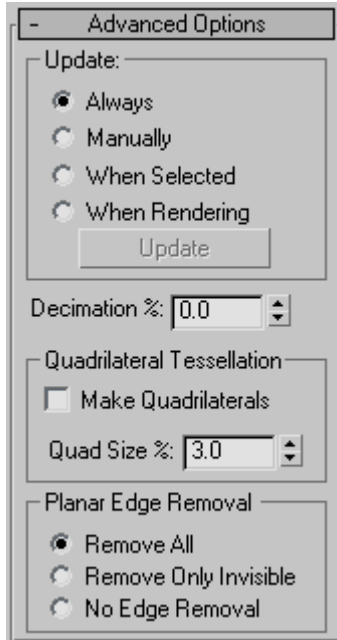 - Advanced Options
Update:
Always
Manually
When Selected
When Rendering
Update
Decimation %: 0.0
Quadrilateral Tessellation
Make Quadrilaterals
Quad Size %: 3.0
Planar Edge Removal
Remove All
Remove Only Invisible
No Edge Removal